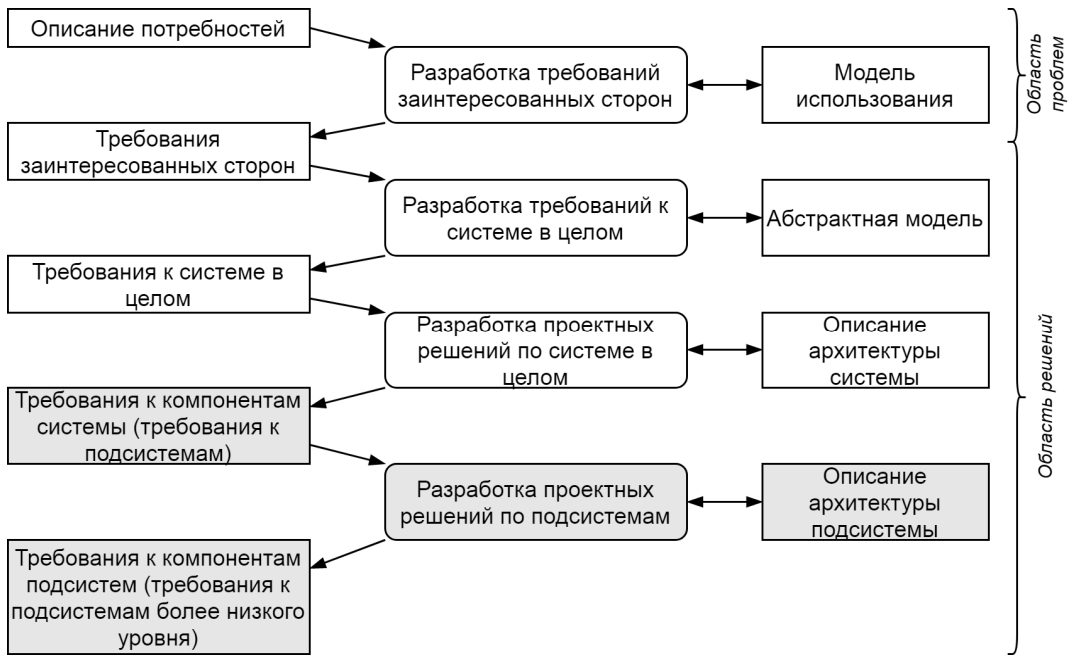 Описание потребностей
Разработка требований
заинтересованных сторон
Модель
использования
Область
проблем
Требования
заинтересованных сторон
Разработка требований к
системе в целом
Абстрактная модель
Требования к системе в
целом
Разработка проектных
решений по системе в
целом
Описание
архитектуры
системы
Область решений
Требования к компонентам
системы (требования к
подсистемам)
Разработка проектных
решений по подсистемам
Описание
архитектуры
подсистемы
Требования к компонентам
подсистем (требования к
подсистемам более низкого
уровня)